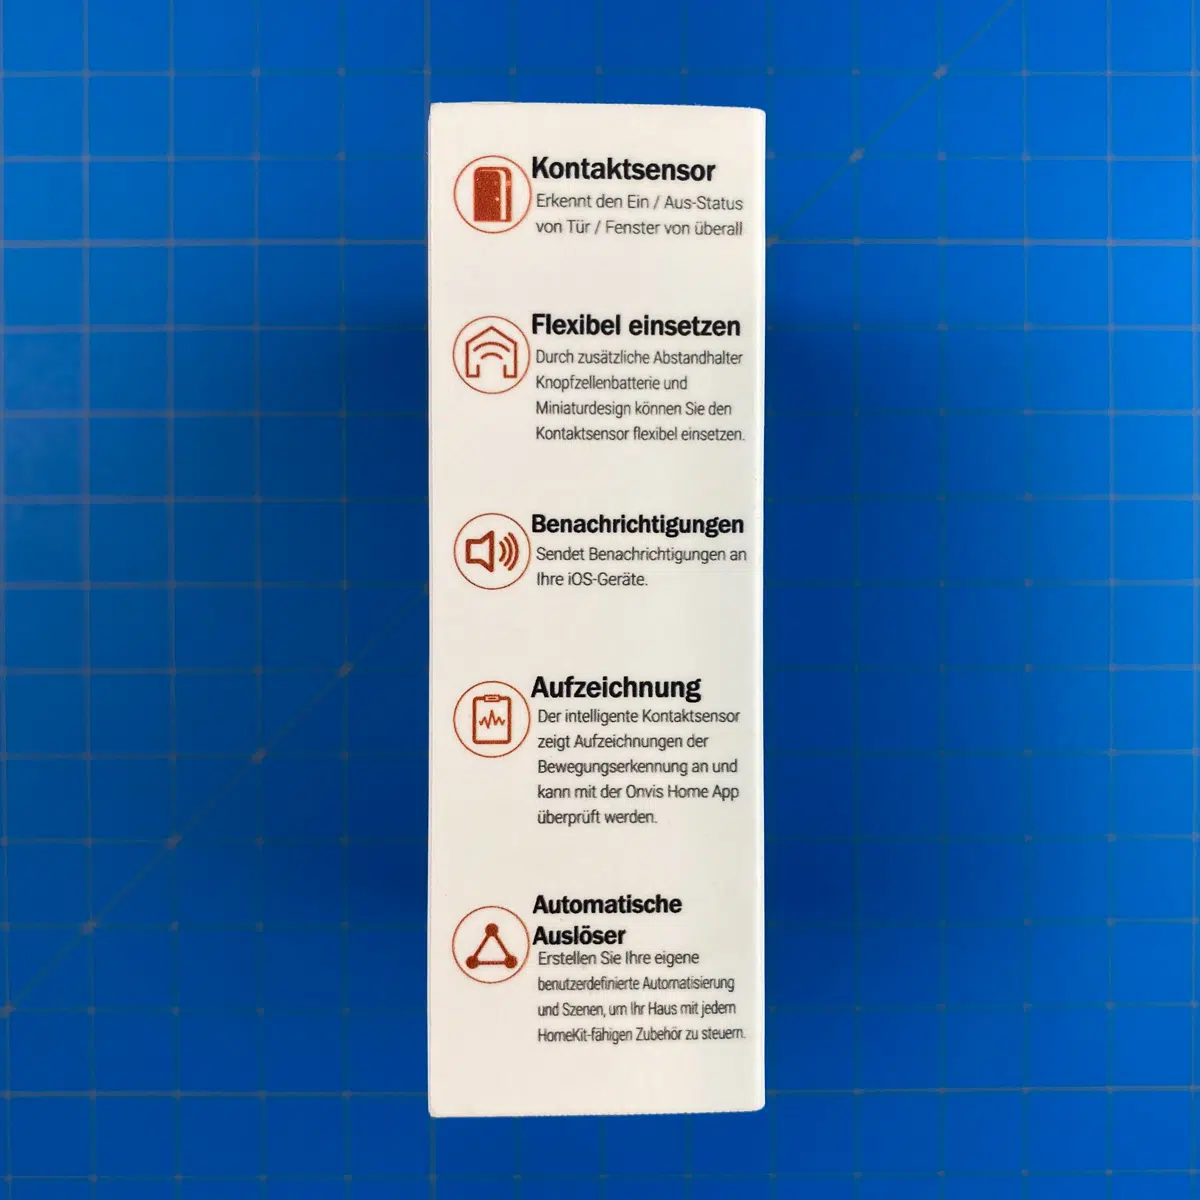 Kontaktsensor
Erkennt den Ein / Aus-Status
von Tür / Fenster von überall
Flexibel einsetzen
Durch zusätzliche Abstandhalter
Knopfzellenbatterie und
Miniaturdesign können Sie den
Kontaktsensor flexibel einsetzen.
Benachrichtigungen
Sendet Benachrichtigungen an
Ihre iOS-Geräte.
Aufzeichnung
Der intelligente Kontaktsensor
zeigt Aufzeichnungen der
Bewegungserkennung an und
kann mit der Onvis Home App
überprüft werden.
Automatische
Auslöser
Erstellen Sie Ihre eigene
benutzerdefinierte Automatisierung
und Szenen, um Ihr Haus mit jedem
HomeKit-fähigen Zubehör zu steuern.